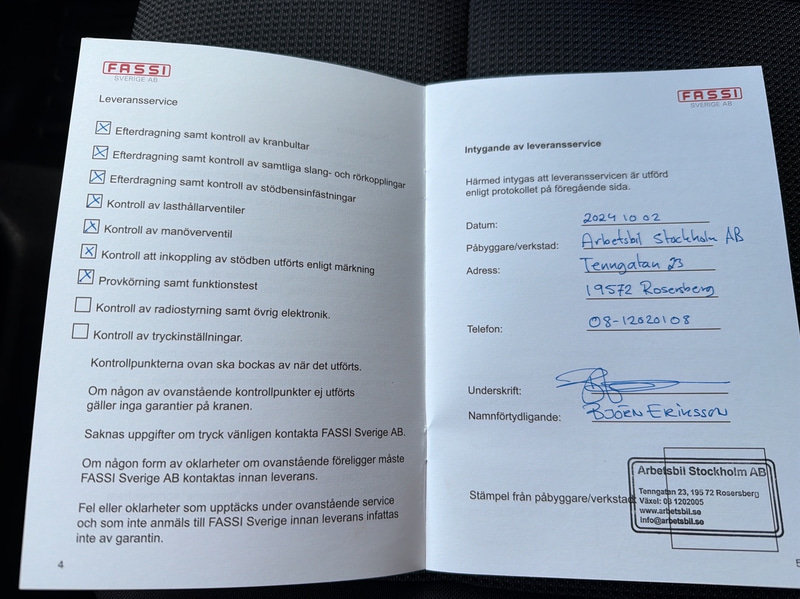 FASSI
SVERIGE AB
Leveransservice
Efterdragning samt kontroll av kranbultar
Efterdragning samt kontroll av samtliga slang- och rörkopplingar
Efterdragning samt kontroll av stödbensinfästningar
Kontroll av lasthållarventiler
Kontroll av manöverventil
Kontroll att inkoppling av stödben utförts enligt märkning
Provkörning samt funktionstest
Kontroll av radiostyrning samt övrig elektronik.
Kontroll av tryckinställningar.
Kontrollpunkterna ovan ska bockas av när det utförts.
Om någon av ovanstående kontrollpunkter ej utförts
gäller inga garantier på kranen.
Saknas uppgifter om tryck vänligen kontakta FASSI Sverige AB.
Om någon form av oklarheter om ovanstående föreligger måste
FASSI Sverige AB kontaktas innan leverans.
Fel eller oklarheter som upptäcks under ovanstående service
och som inte anmäls till FASSI Sverige innan leverans infattas
inte av garantin.
4
FASSI
SVERIGE AB
Intygande av leveransservice
Härmed intygas att leveransservicen är utförd
enligt protokollet på föregående sida.
Datum: 2024 10 02
Påbyggare/verkstad: Arbetsbil Stockholm AB
Adress: Tenngatan 23
19572 Rosersberg
Telefon: 08-12020108
Underskrift:
Namnförtydligande: BJÖRN ERIKSSON
Stämpel från påbyggare/verkstad
Arbetsbil Stockholm AB
Tenngatan 23, 195 72 Rosersberg
Växel: 08 1202005
www.arbetsbil.se
info@arbetsbil.se